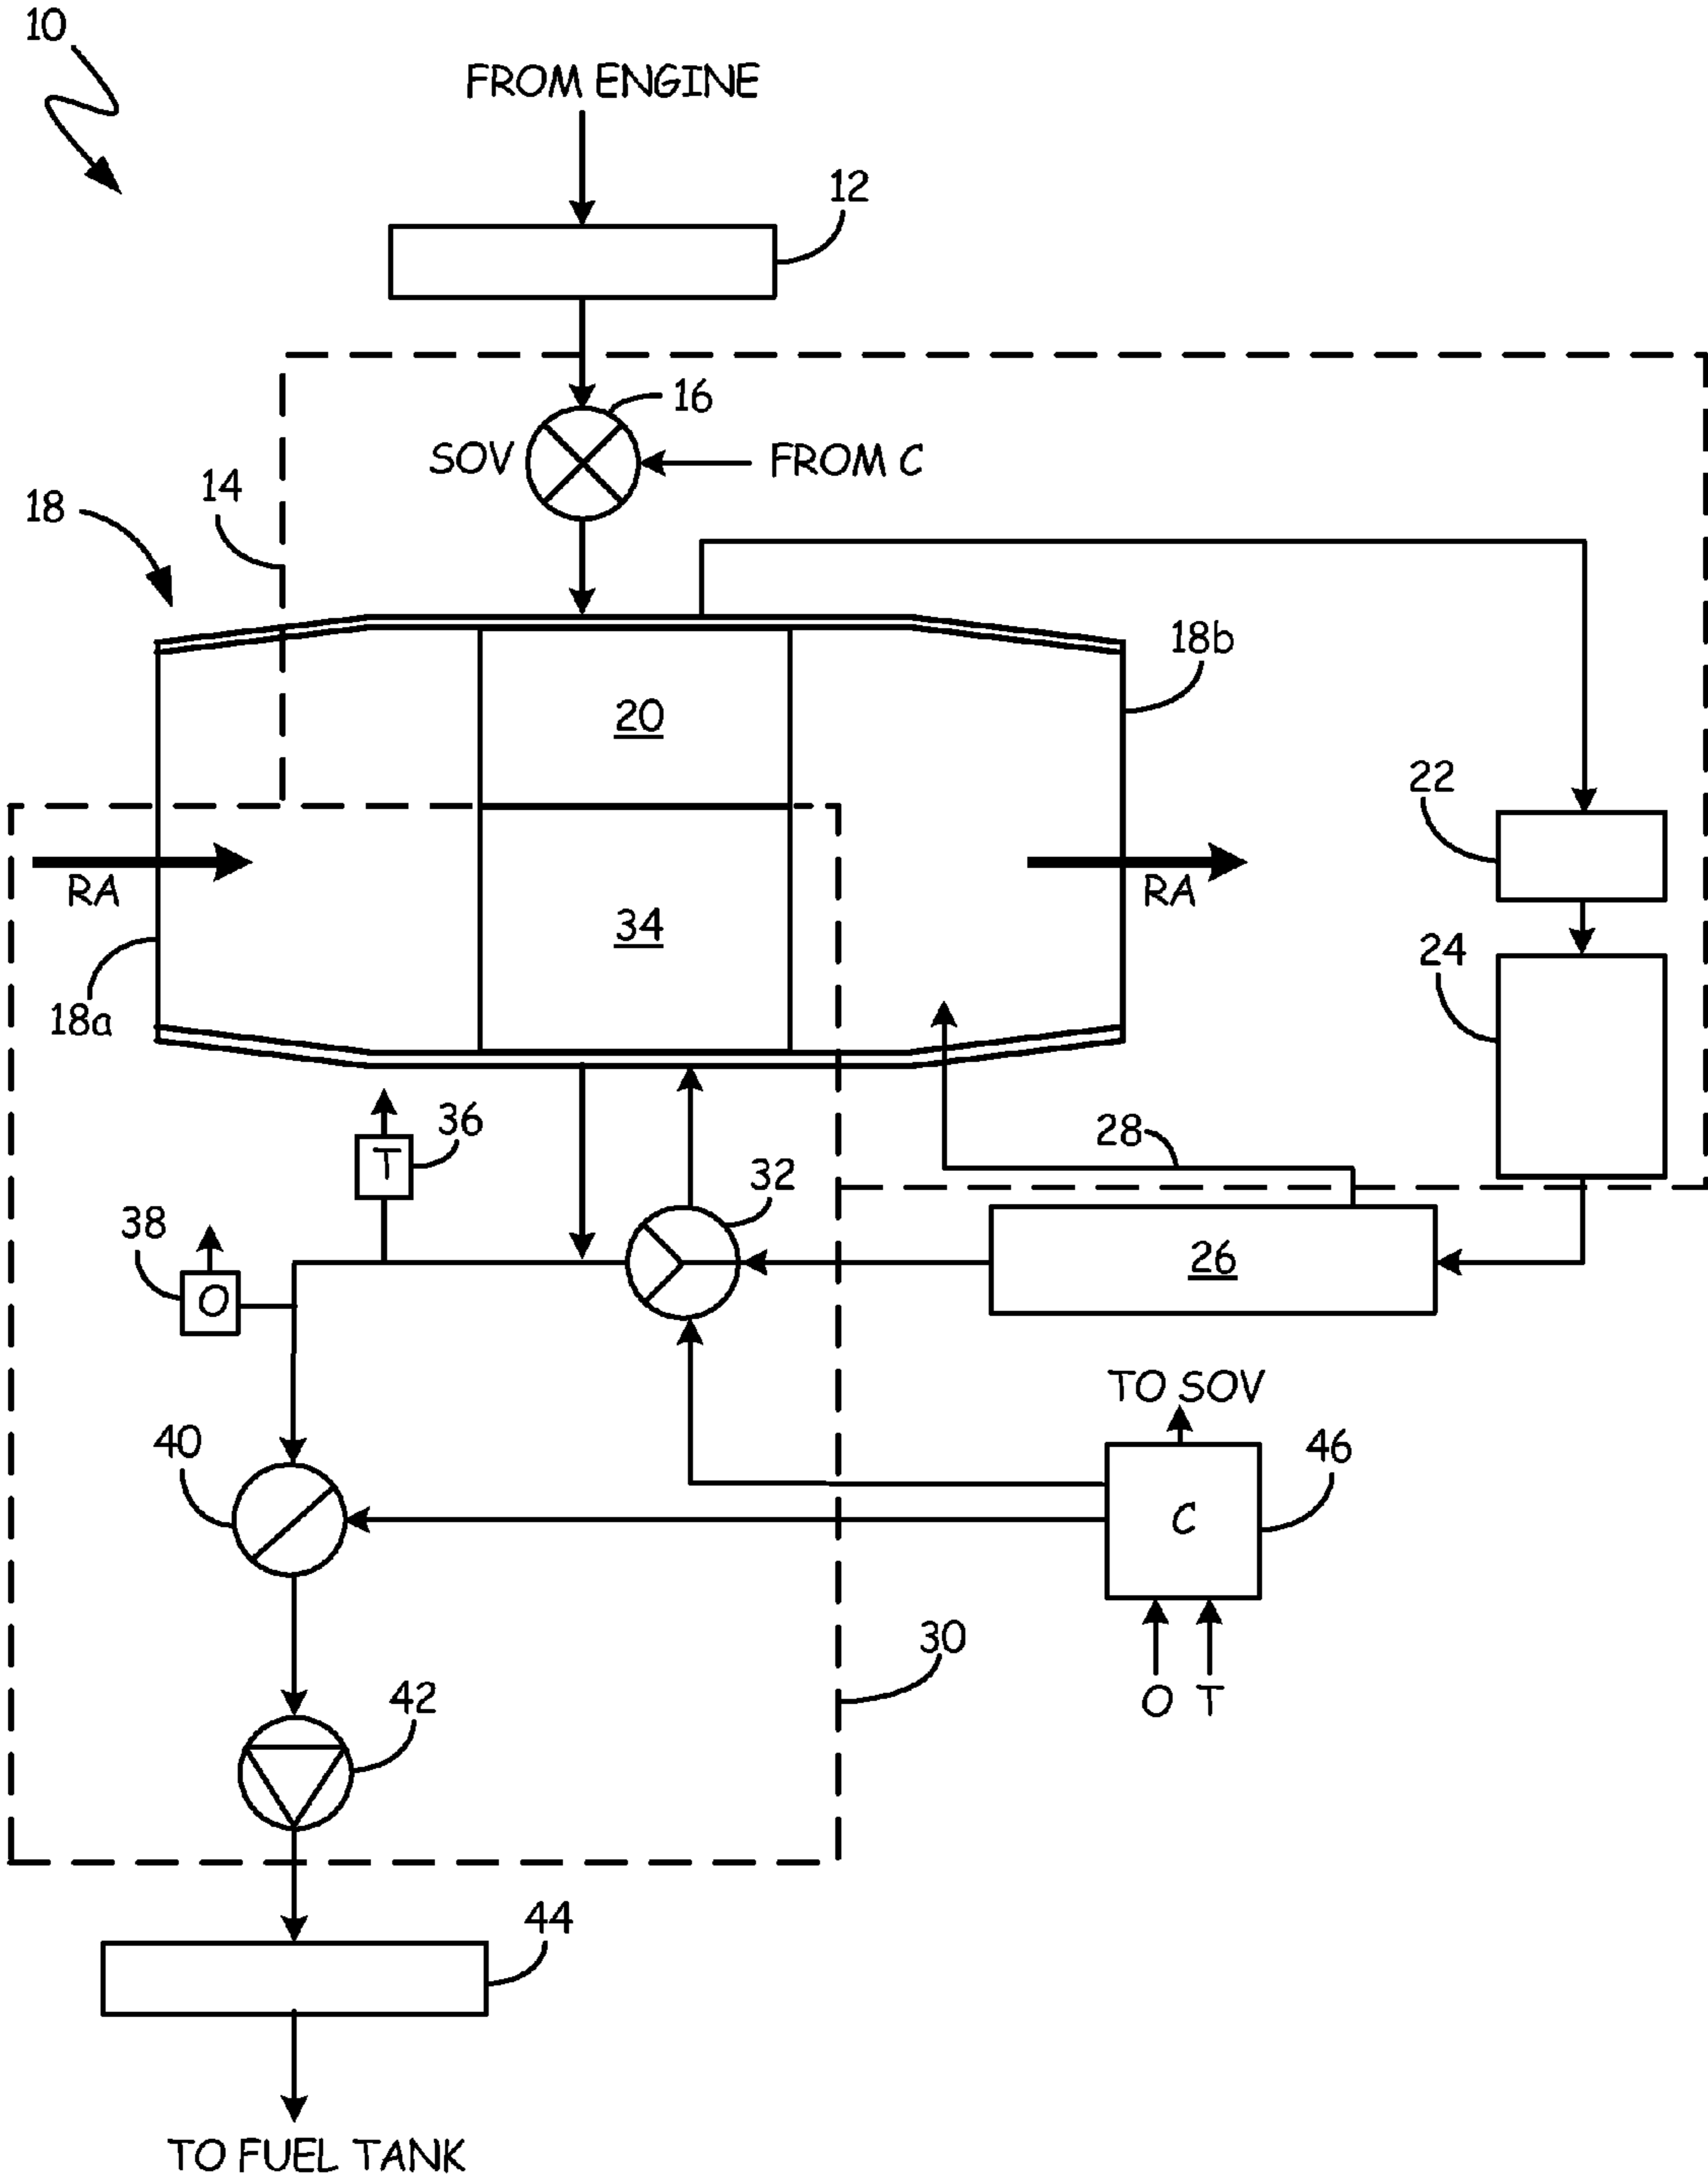 10
FROM ENGINE
12
16
SOV
FROM C
14
18
18b
20
22
RA
RA
34
24
18a
36
T
28
32
38
O
26
TO SOV
40
46
C
30
O T
42
44
TO FUEL TANK